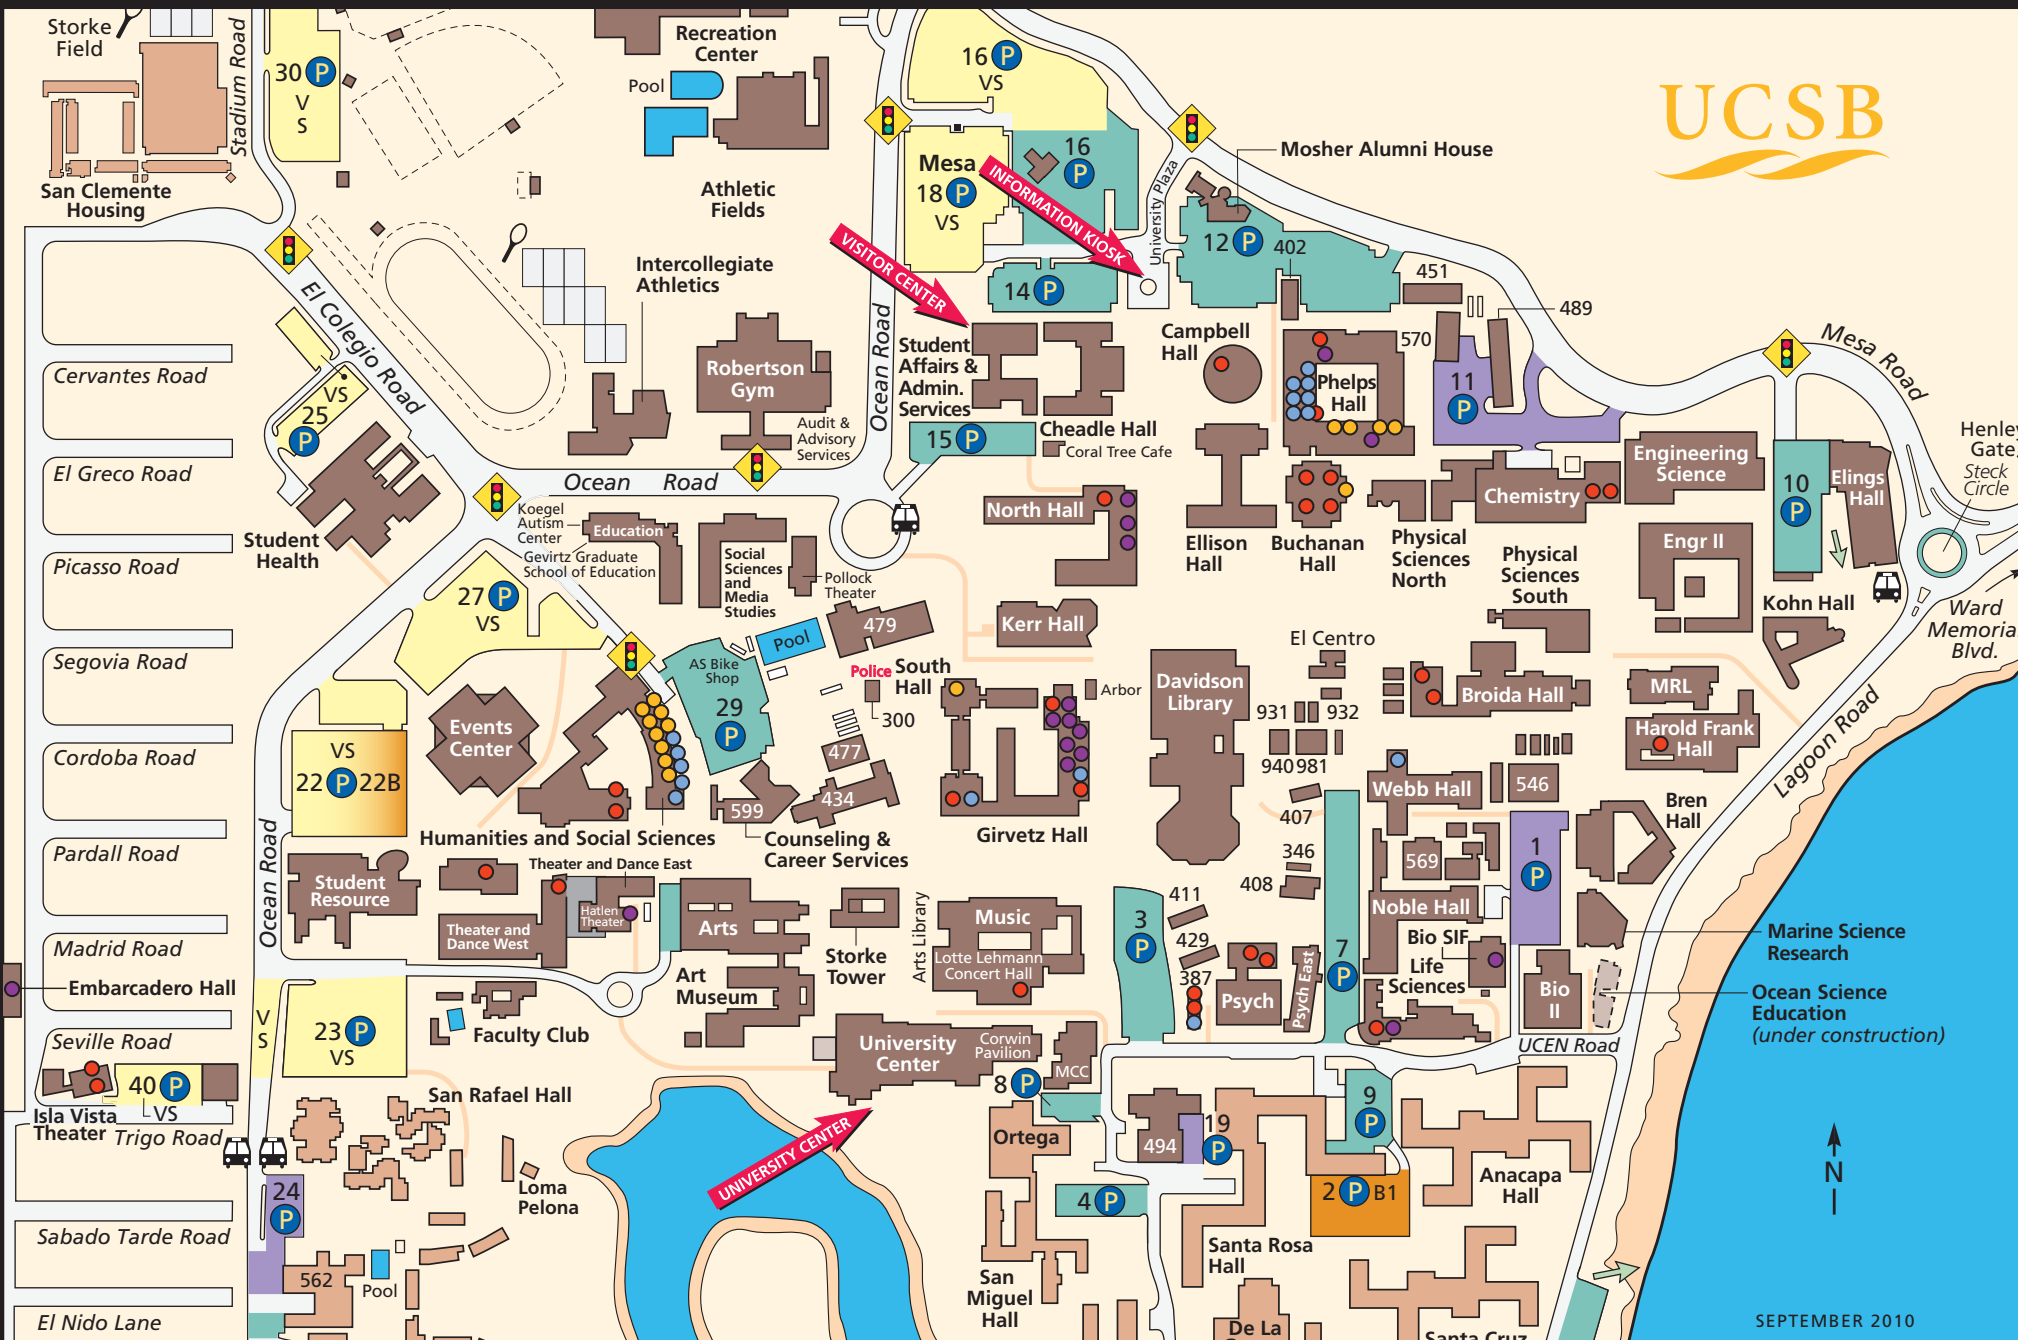 Storke
Field
Stadium Road
30 P
V
S
San Clemente
Housing
Recreation
Center
Pool
Athletic
Fields
16 P
VS
Mesa
18 P
VS
16
P
INFORMATION KIOSK
VISITOR CENTER
University Plaza
Mosher Alumni House
UCSB
12 P
402
451
489
14 P
El Colegio Road
Intercollegiate
Athletics
Robertson
Gym
Audit &
Advisory
Services
Ocean Road
Student
Affairs &
Admin.
Services
Campbell
Hall
Phelps
Hall
570
11
P
Mesa Road
Cervantes Road
VS
25
P
15 P
Cheadle Hall
Coral Tree Cafe
El Greco Road
Ocean Road
Engineering
Science
10
P
Elings
Hall
Henley
Gate
Steck
Circle
Koegel
Autism
Center
Education
Gevirtz Graduate
School of Education
Social
Sciences
and
Media
Studies
Pollock
Theater
North Hall
Ellison
Hall
Buchanan
Hall
Chemistry
Physical
Sciences
North
Physical
Sciences
South
Engr II
Student
Health
Picasso Road
27 P
VS
479
Kerr Hall
El Centro
Kohn Hall
Ward
Memorial
Blvd.
Segovia Road
Pool
AS Bike
Shop
29
P
Police
300
South
Hall
Arbor
Davidson
Library
931
932
940
981
Broida Hall
MRL
Harold Frank
Hall
Lagoon Road
Events
Center
477
434
599
Cordoba Road
VS
22 P 22B
Humanities and Social Sciences
Counseling &
Career Services
Girvetz Hall
407
Webb Hall
546
Bren
Hall
Pardall Road
Ocean Road
Theater and Dance East
346
408
569
1
P
Student
Resource
Hatlen
Theater
Theater and
Dance West
Arts
Storke
Tower
Arts Library
Music
Lotte Lehmann
Concert Hall
3
P
411
429
387
Psych
Psych East
7
P
Noble Hall
Bio SIF
Life
Sciences
Bio
II
Marine Science
Research
Ocean Science
Education
(under construction)
Madrid Road
Embarcadero Hall
Art
Museum
V
S
23 P
VS
Faculty Club
University
Center
Corwin
Pavilion
MCC
8 P
UCEN Road
Seville Road
40 P
VS
Isla Vista
Theater
Trigo Road
San Rafael Hall
Ortega
494
19
P
9
P
Anacapa
Hall
N
UNIVERSITY CENTER
24
P
Loma
Pelona
4 P
2 P B1
Sabado Tarde Road
562
Pool
San
Miguel
Hall
Santa Rosa
Hall
De La
Santa Cruz
El Nido Lane
SEPTEMBER 2010